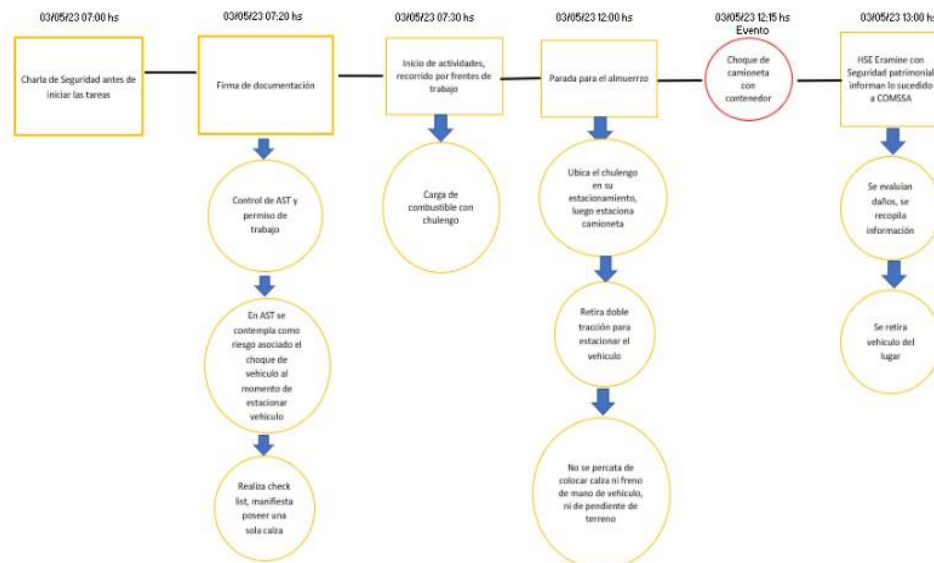 03/05/23 07:00 hs
Charla de Seguridad antes de
iniciar las tareas
03/05/23 07:20 hs
Firma de documentación
Control de AST y
permiso de
trabajo
En AST se
contempla como
riesgo asociado el
choque de
vehiculo al
momento de
estacionar
vehiculo
Realiza check
list, manifiesta
poseer una
sola calza
03/05/23 07:30 hs
Inicio de actividades,
recorrido por frentes de
trabajo
Carga de
combustible con
chulengo
03/05/23 12:00 hs
Parada para el almuerrzo
Ubica el chulengo
en su
estacionamiento,
luego estaciona
camioneta
Retira doble
tracción para
estacionar el
vehiculo
No se percata de
colocar calza ni freno
de mano de vehiculo,
ni de pendiente de
terreno
03/05/23 12:15 hs
Evento
Choque de
camioneta
con
contenedor
03/05/23 13:00 hs
HSE Eramine con
Seguridad patrimonial
informan lo sucedido
a COMSSA
Se evaluian
daños, se
recopila
información
Se retira
vehiculo del
lugar